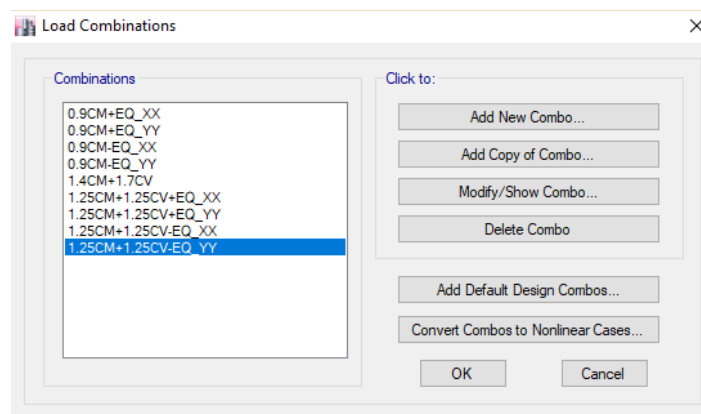 Load Combinations
Combinations
0.9CM+EQ_XX
0.9CM+EQ_YY
0.9CM-EQ_XX
0.9CM-EQ_YY
1.4CM+1.7CV
1.25CM+1.25CV+EQ_XX
1.25CM+1.25CV+EQ_YY
1.25CM+1.25CV-EQ_XX
1.25CM+1.25CV-EQ_YY
Click to:
Add New Combo...
Add Copy of Combo...
Modify/Show Combo...
Delete Combo
Add Default Design Combos...
Convert Combos to Nonlinear Cases...
OK
Cancel